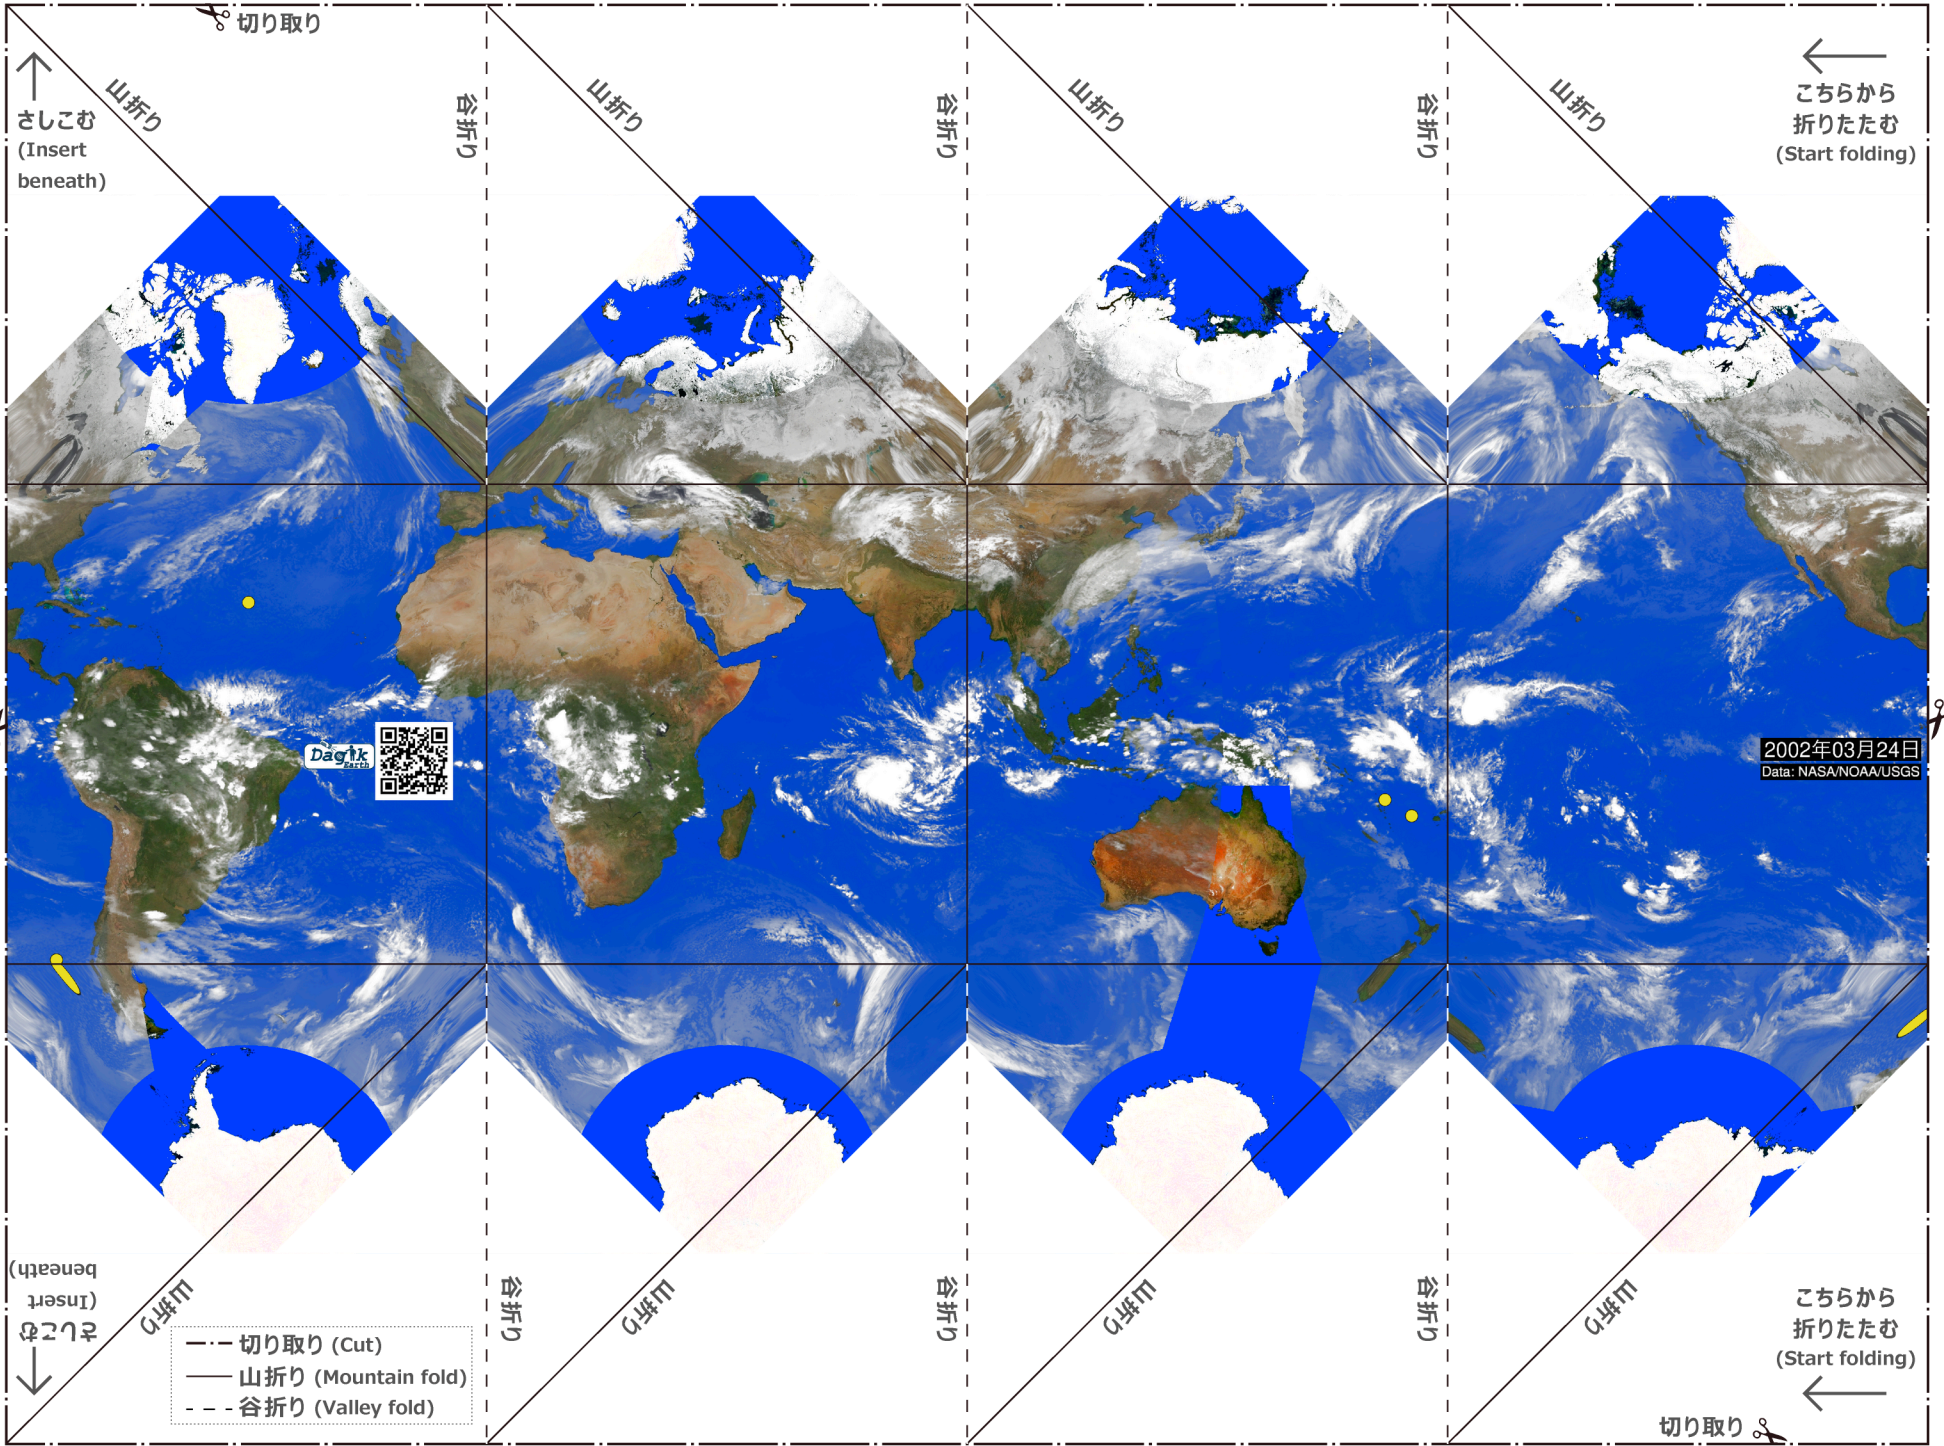 切り取り
山折り
谷折り
山折り
谷折り
山折り
谷折り
山折り
こちらから
折りたたむ
(Start folding)
さしこむ
(Insert
beneath)
Dagik
Earth
2002年03月24日
Data: NASA/NOAA/USGS
さしこむ
(Insert
beneath)
山折り
谷折り
山折り
谷折り
山折り
谷折り
山折り
こちらから
折りたたむ
(Start folding)
切り取り (Cut)
山折り (Mountain fold)
谷折り (Valley fold)
切り取り